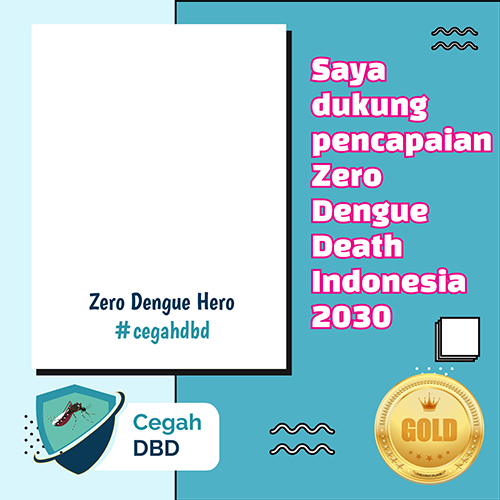 Saya
dukung
pencapaian
Zero
Dengue
Death
Indonesia
2030
Zero Dengue Hero
#cegahdbd
Cegah
DBD
GOLD